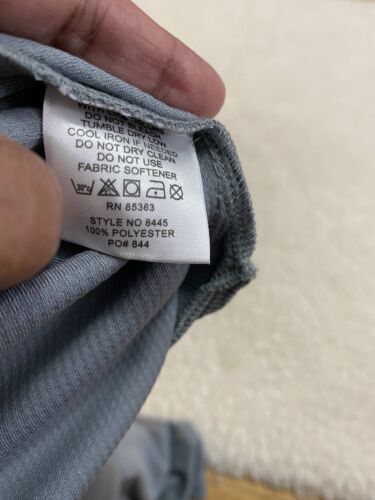 DO NOT
TUMBLE DRY LOW
COOL IRON IF NEEDED
DO NOT DRY CLEAN
DO NOT USE
FABRIC SOFTENER
30°C
RN 85363
STYLE NO 8445
100% POLYESTER
PO# 844